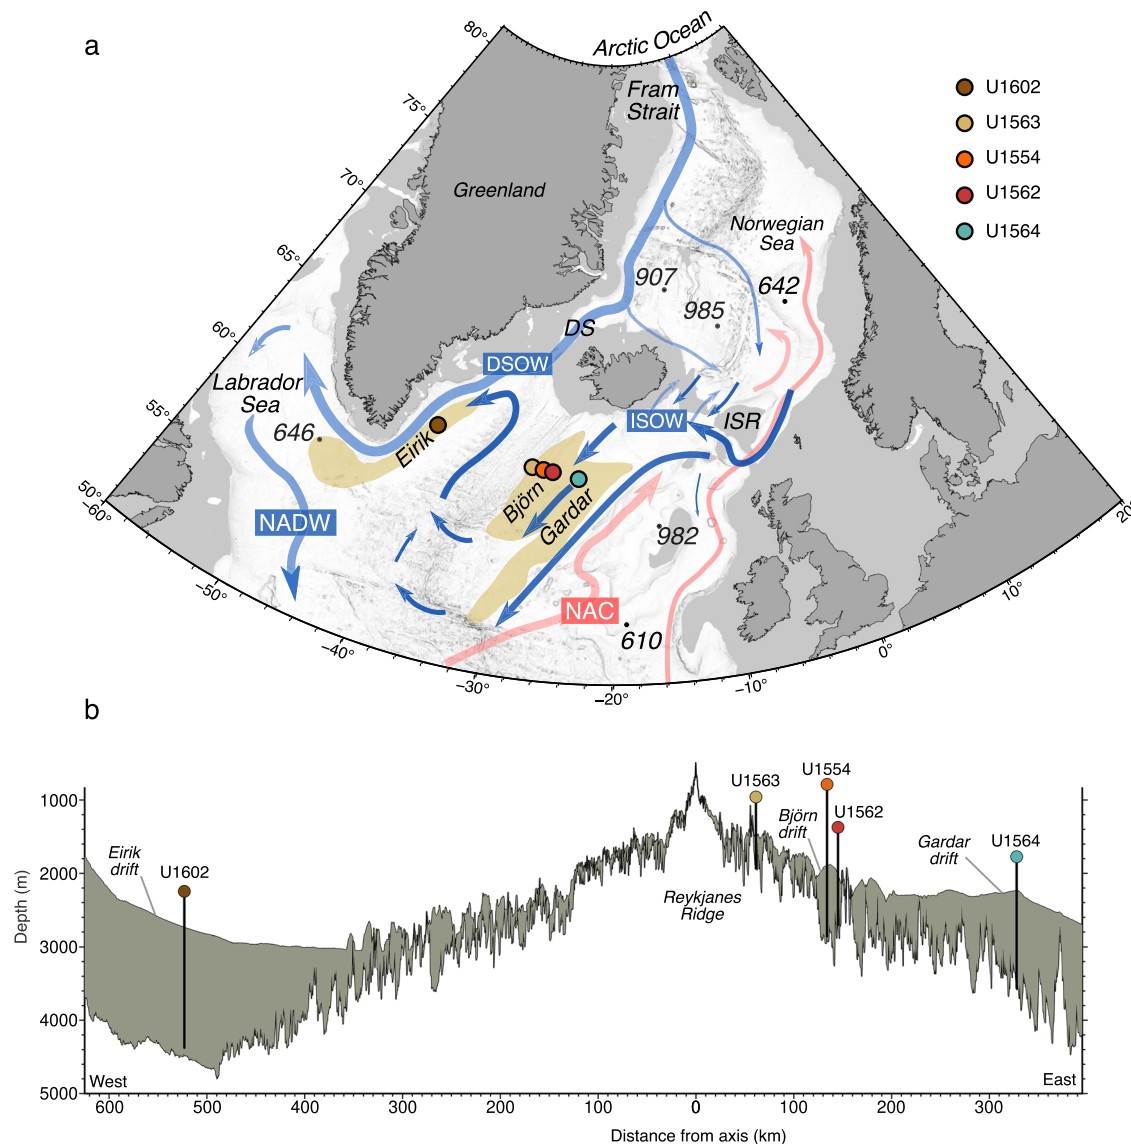 a
80°
Arctic Ocean
Fram
Strait
U1602
U1563
U1554
U1562
U1564
75°
70°
Greenland
Norwegian
Sea
65°
907
642
985
60°
DS
DSOW
Labrador
Sea
55°
646
Eirik
ISOW
ISR
50°
−60°
Björn
Gardar
NADW
982
20°
−50°
NAC
610
10°
−40°
0°
−30°
−20°
−10°
b
U1554
U1563
U1562
1000
Björn
drift
Gardar
drift
U1564
Eirik
drift
U1602
2000
Depth (m)
Reykjanes
Ridge
3000
4000
West
East
5000
600 500 400 300 200 100 0 100 200 300
Distance from axis (km)